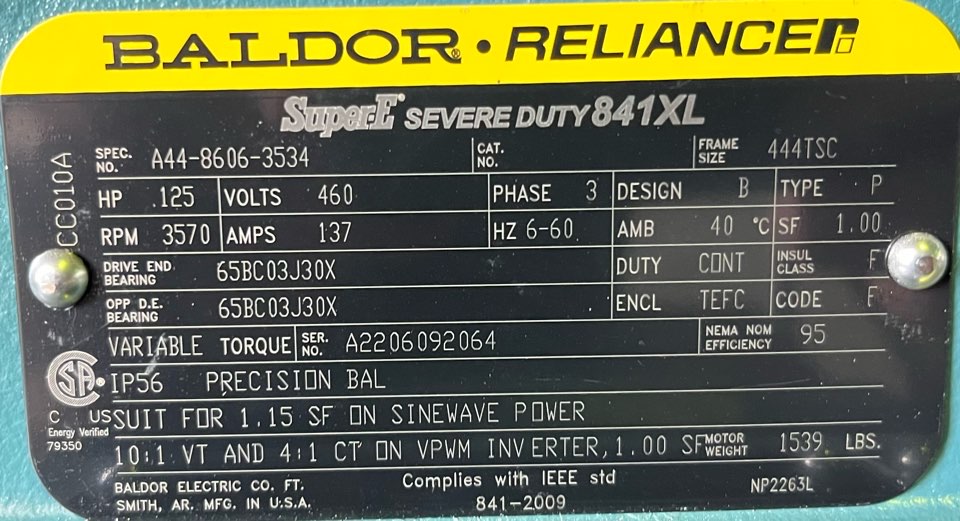 BALDOR® • RELIANCE
Super-E® SEVERE DUTY 841XL
CC010A
SPEC. NO. A44-8606-3534 CAT. NO. FRAME SIZE 444TSC
HP 125 VOLTS 460 PHASE 3 DESIGN B TYPE P
RPM 3570 AMPS 137 HZ 6-60 AMB 40 °C SF 1.00
DRIVE END BEARING 65BC03J30X DUTY CONT INSUL CLASS F
OPP D.E. BEARING 65BC03J30X ENCL TEFC CODE F
VARIABLE TORQUE SER. NO. A2206092064 NEMA NOM EFFICIENCY 95
IP56 PRECISION BAL
SUIT FOR 1.15 SF ON SINEWAVE POWER
10:1 VT AND 4:1 CT ON VPWM INVERTER,1.00 SF MOTOR WEIGHT 1539 LBS.
SA
C US
Energy Verified
79350
BALDOR ELECTRIC CO. FT. SMITH, AR. MFG. IN U.S.A.
Complies with IEEE std
841-2009
NP2263L